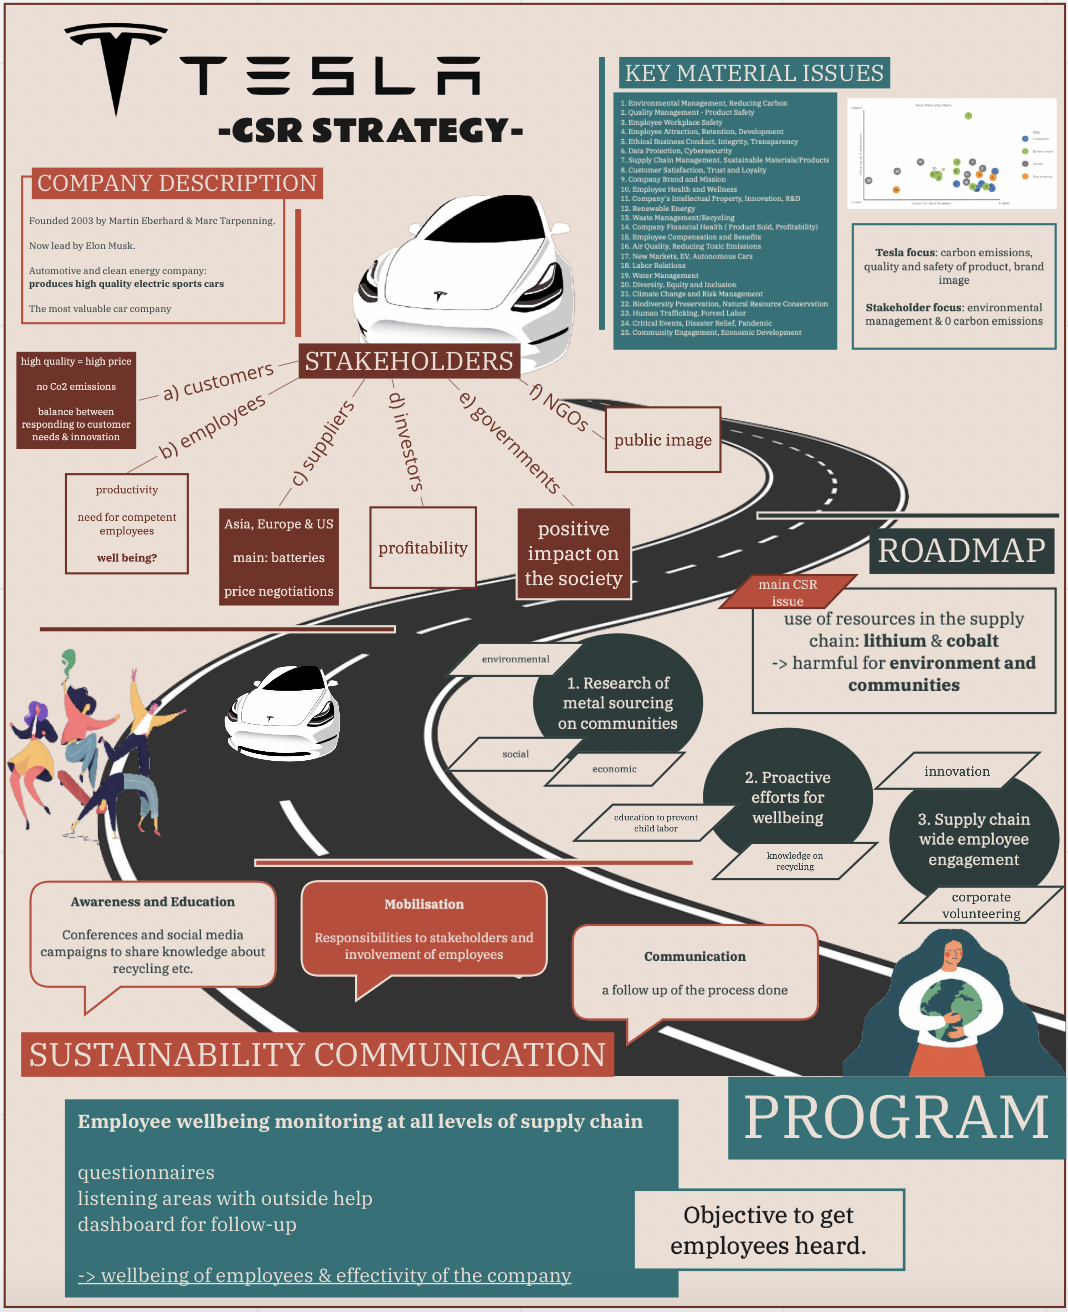 TESLA
-CSR STRATEGY-
COMPANY DESCRIPTION
Founded 2003 by Martin Eberhard & Marc Tarpenning.
Now lead by Elon Musk.
Automotive and clean energy company:
produces high quality electric sports cars
The most valuable car company
KEY MATERIAL ISSUES
1. Environmental Management, Reducing Carbon
2. Quality Management - Product Safety
3. Employee Workplace Safety
4. Employee Attraction, Retention, Development
5. Ethical Business Conduct, Integrity, Transparency
6. Data Protection, Cybersecurity
7. Supply Chain Management, Sustainable Materials/Products
8. Customer Satisfaction, Trust and Loyalty
9. Company Brand and Mission
10. Employee Health and Wellness
11. Company's Intellectual Property, Innovation, R&D
12. Renewable Energy
13. Waste Management/Recycling
14. Company Financial Health ( Product Sold, Profitability)
15. Employee Compensation and Benefits
16. Air Quality, Reducing Toxic Emissions
17. New Markets, EV, Autonomous Cars
18. Labor Relations
19. Water Management
20. Diversity, Equity and Inclusion
21. Climate Change and Risk Management
22. Biodiversity Preservation, Natural Resource Conservation
23. Human Trafficking, Forced Labor
24. Critical Events, Disaster Relief, Pandemic
25. Community Engagement, Economic Development
Tesla focus: carbon emissions,
quality and safety of product, brand
image
Stakeholder focus: environmental
management & 0 carbon emissions
STAKEHOLDERS
a) customers
high quality = high price
no Co2 emissions
balance between
responding to customer
needs & innovation
b) employees
productivity
need for competent
employees
well being?
c) suppliers
Asia, Europe & US
main: batteries
price negotiations
d) investors
profitability
e) governments
positive
impact on
the society
f) NGOs
public image
ROADMAP
main CSR
issue
use of resources in the supply
chain: lithium & cobalt
-> harmful for environment and
communities
environmental
1. Research of
metal sourcing
on communities
social
economic
2. Proactive
efforts for
wellbeing
education to prevent
child labor
knowledge on
recycling
innovation
3. Supply chain
wide employee
engagement
corporate
volunteering
Awareness and Education
Conferences and social media
campaigns to share knowledge about
recycling etc.
Mobilisation
Responsibilities to stakeholders and
involvement of employees
Communication
a follow up of the process done
SUSTAINABILITY COMMUNICATION
PROGRAM
Employee wellbeing monitoring at all levels of supply chain
questionnaires
listening areas with outside help
dashboard for follow-up
-> wellbeing of employees & effectivity of the company
Objective to get
employees heard.